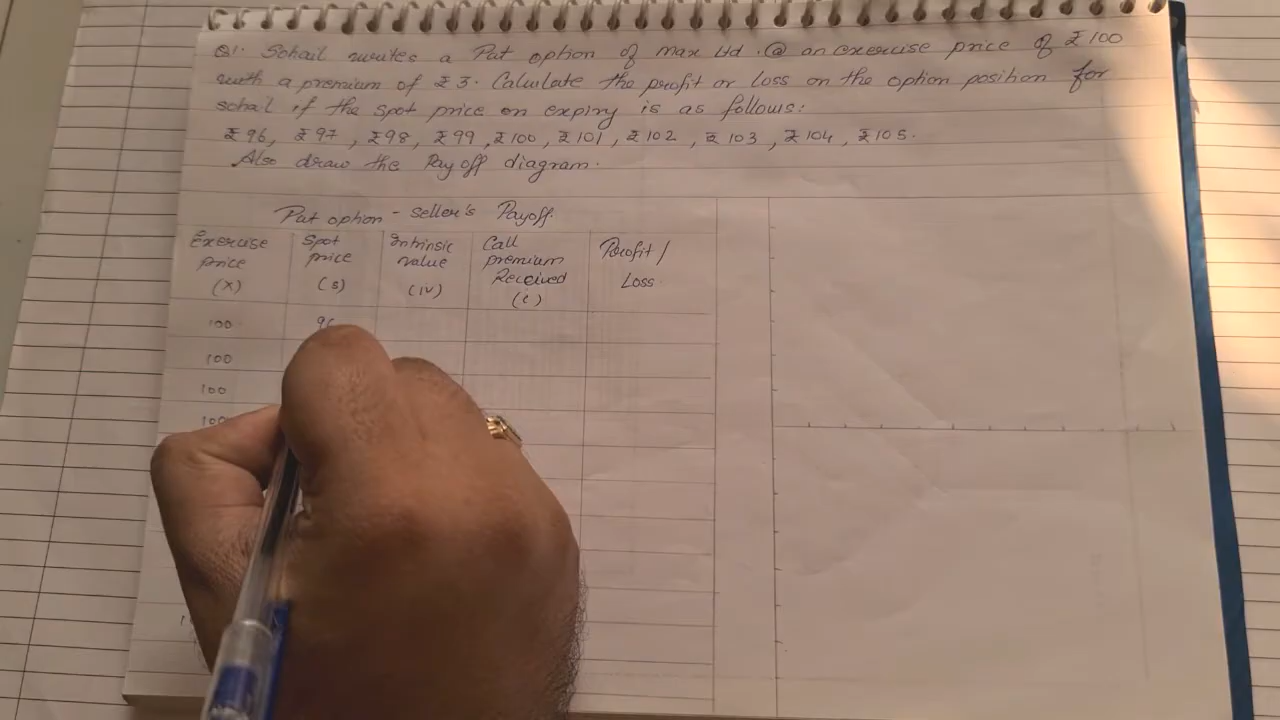 Q1. Sohail writes a Put option of Max Ltd. @ an exercise price of ₹ 100
with a premium of ₹ 3. Calculate the profit or loss on the option position for
sohail if the spot price on expiry is as follows:
₹ 96, ₹ 97, ₹ 98, ₹ 99, ₹ 100, ₹ 101, ₹ 102, ₹ 103, ₹ 104, ₹ 105.
Also draw the Pay off diagram.
Put option - seller's Payoff.
Exercise price (X)
Spot price (S)
Intrinsic value (IV)
Call premium Received (c)
Profit / Loss.
100 96
100
100
100